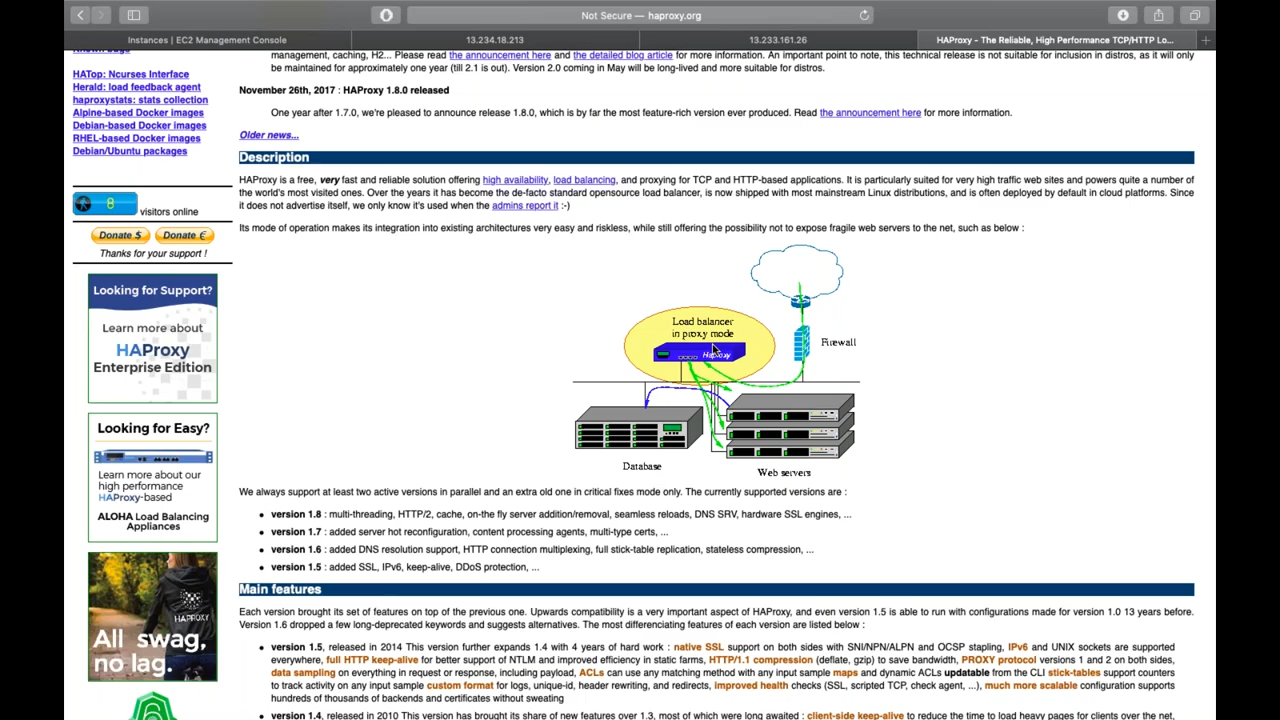 Not Secure — haproxy.org
Instances | EC2 Management Console
13.234.18.213
13.233.161.26
HAProxy - The Reliable, High Performance TCP/HTTP Lo...
HATop: Ncurses Interface
Herald: load feedback agent
haproxystats: stats collection
Alpine-based Docker images
Debian-based Docker images
RHEL-based Docker images
Debian/Ubuntu packages
8
visitors online
Donate $
Donate €
Thanks for your support !
Looking for Support?
Learn more about
HAProxy
Enterprise Edition
Looking for Easy?
Learn more about our
high performance
HAProxy-based
ALOHA Load Balancing
Appliances
HAPROXY
All swag,
no lag.
management, caching, H2... Please read the announcement here and the detailed blog article for more information. An important point to note, this technical release is not suitable for inclusion in distros, as it will only
be maintained for approximately one year (till 2.1 is out). Version 2.0 coming in May will be long-lived and more suitable for distros.
November 26th, 2017 : HAProxy 1.8.0 released
One year after 1.7.0, we're pleased to announce release 1.8.0, which is by far the most feature-rich version ever produced. Read the announcement here for more information.
Older news...
Description
HAProxy is a free, very fast and reliable solution offering high availability, load balancing, and proxying for TCP and HTTP-based applications. It is particularly suited for very high traffic web sites and powers quite a number of
the world's most visited ones. Over the years it has become the de-facto standard opensource load balancer, is now shipped with most mainstream Linux distributions, and is often deployed by default in cloud platforms. Since
it does not advertise itself, we only know it's used when the admins report it :-)
Its mode of operation makes its integration into existing architectures very easy and riskless, while still offering the possibility not to expose fragile web servers to the net, such as below :
Load balancer
in proxy mode
HaProxy
Firewall
Database
Web servers
We always support at least two active versions in parallel and an extra old one in critical fixes mode only. The currently supported versions are :
version 1.8 : multi-threading, HTTP/2, cache, on-the fly server addition/removal, seamless reloads, DNS SRV, hardware SSL engines, ...
version 1.7 : added server hot reconfiguration, content processing agents, multi-type certs, ...
version 1.6 : added DNS resolution support, HTTP connection multiplexing, full stick-table replication, stateless compression, ...
version 1.5 : added SSL, IPv6, keep-alive, DDoS protection, ...
Main features
Each version brought its set of features on top of the previous one. Upwards compatibility is a very important aspect of HAProxy, and even version 1.5 is able to run with configurations made for version 1.0 13 years before.
Version 1.6 dropped a few long-deprecated keywords and suggests alternatives. The most differenciating features of each version are listed below :
version 1.5, released in 2014 This version further expands 1.4 with 4 years of hard work : native SSL support on both sides with SNI/NPN/ALPN and OCSP stapling, IPv6 and UNIX sockets are supported
everywhere, full HTTP keep-alive for better support of NTLM and improved efficiency in static farms, HTTP/1.1 compression (deflate, gzip) to save bandwidth, PROXY protocol versions 1 and 2 on both sides,
data sampling on everything in request or response, including payload, ACLs can use any matching method with any input sample maps and dynamic ACLs updatable from the CLI stick-tables support counters
to track activity on any input sample custom format for logs, unique-id, header rewriting, and redirects, improved health checks (SSL, scripted TCP, check agent, ...), much more scalable configuration supports
hundreds of thousands of backends and certificates without sweating
version 1.4, released in 2010 This version has brought its share of new features over 1.3, most of which were long awaited : client-side keep-alive to reduce the time to load heavy pages for clients over the net,